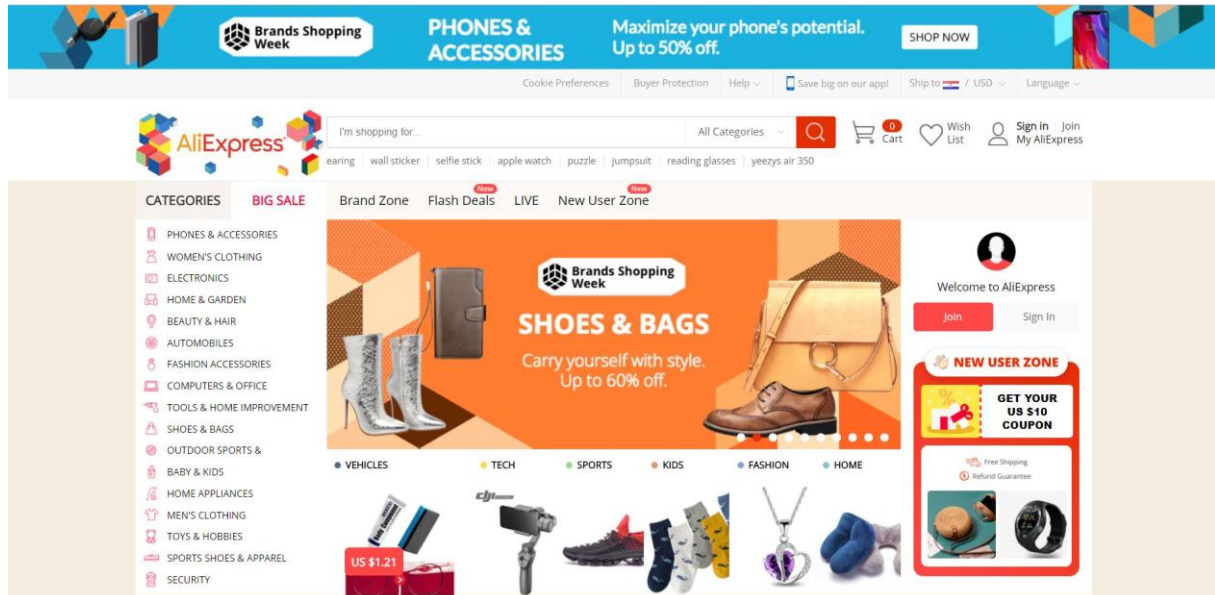 Brands Shopping
Week
PHONES &
ACCESSORIES
Maximize your phone's potential.
Up to 50% off.
SHOP NOW
Cookie Preferences
Buyer Protection
Help
Save big on our app!
Ship to / USD
Language
AliExpress
I'm shopping for...
All Categories
0
Cart
Wish
List
Sign in Join
My AliExpress
earing wall sticker selfie stick apple watch puzzle jumpsuit reading glasses yeezys air 350
CATEGORIES
BIG SALE
Brand Zone
Flash Deals
New
LIVE
New User Zone
New
PHONES & ACCESSORIES
WOMEN'S CLOTHING
ELECTRONICS
HOME & GARDEN
BEAUTY & HAIR
AUTOMOBILES
FASHION ACCESSORIES
COMPUTERS & OFFICE
TOOLS & HOME IMPROVEMENT
SHOES & BAGS
OUTDOOR SPORTS &
BABY & KIDS
HOME APPLIANCES
MEN'S CLOTHING
TOYS & HOBBIES
SPORTS SHOES & APPAREL
SECURITY
Brands Shopping
Week
SHOES & BAGS
Carry yourself with style.
Up to 60% off.
Welcome to AliExpress
Join
Sign In
NEW USER ZONE
GET YOUR
US $10
COUPON
Free Shipping
Refund Guarantee
VEHICLES
TECH
SPORTS
KIDS
FASHION
HOME
dji
US $1.21